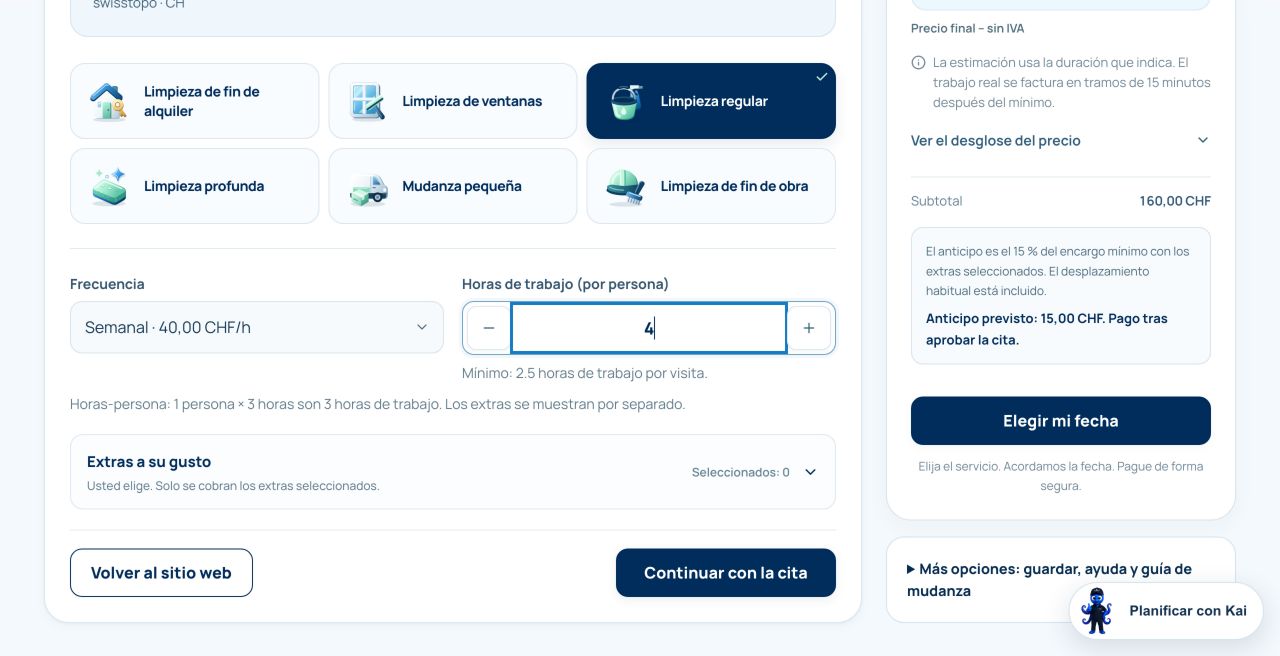 swisstopo · CH
Limpieza de fin de
alquiler
Limpieza de ventanas
Limpieza regular
Limpieza profunda
Mudanza pequeña
Limpieza de fin de obra
Frecuencia
Semanal · 40,00 CHF/h
Horas de trabajo (por persona)
− 4 +
Mínimo: 2.5 horas de trabajo por visita.
Horas-persona: 1 persona × 3 horas son 3 horas de trabajo. Los extras se muestran por separado.
Extras a su gusto
Usted elige. Solo se cobran los extras seleccionados.
Seleccionados: 0
Volver al sitio web
Continuar con la cita
Precio final – sin IVA
La estimación usa la duración que indica. El
trabajo real se factura en tramos de 15 minutos
después del mínimo.
Ver el desglose del precio
Subtotal 160,00 CHF
El anticipo es el 15 % del encargo mínimo con los
extras seleccionados. El desplazamiento
habitual está incluido.
Anticipo previsto: 15,00 CHF. Pago tras
aprobar la cita.
Elegir mi fecha
Elija el servicio. Acordamos la fecha. Pague de forma
segura.
Más opciones: guardar, ayuda y guía de
mudanza
Planificar con Kai